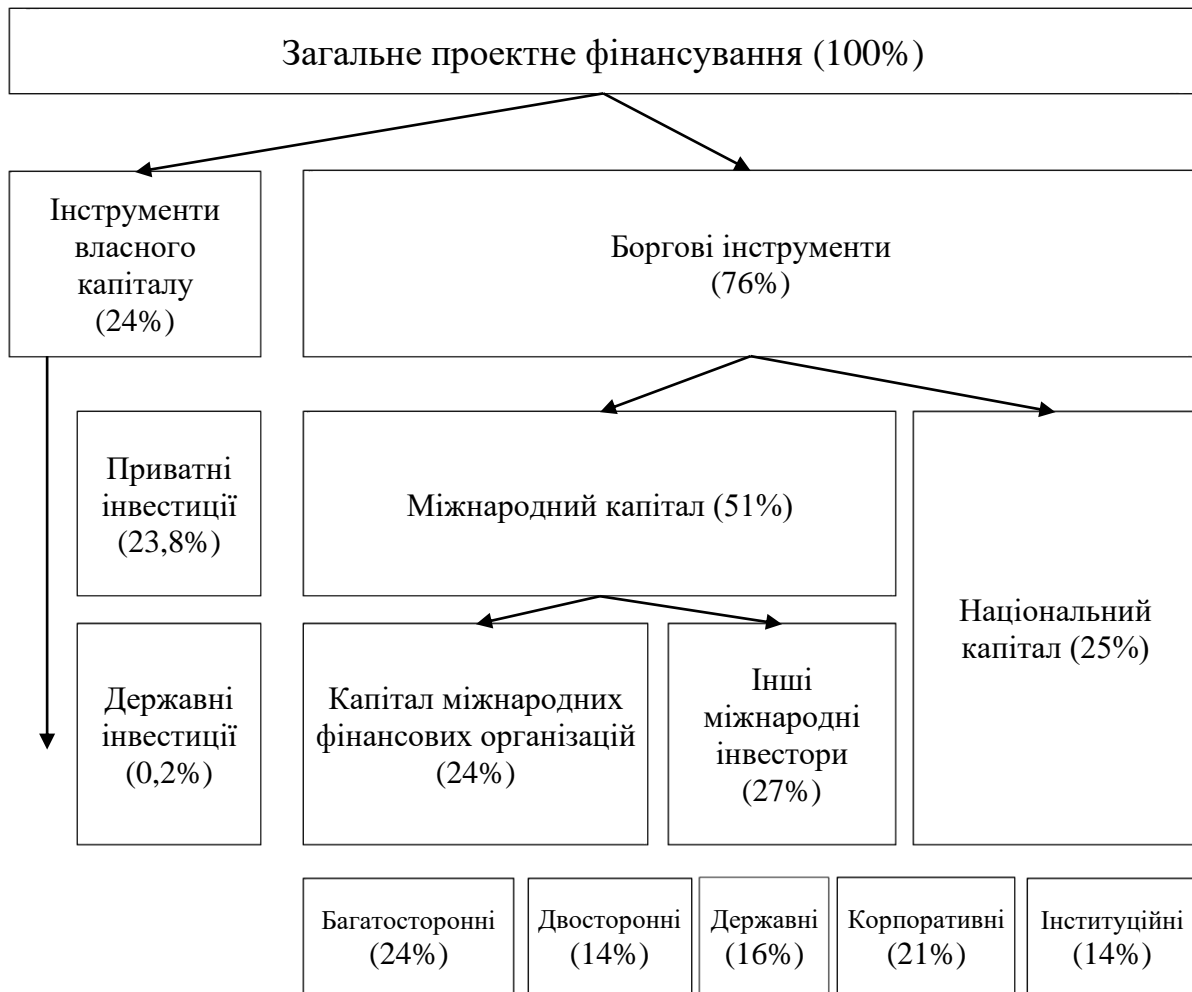 Загальне проектне фінансування (100%)
Інструменти
власного
капіталу
(24%)
Боргові інструменти
(76%)
Приватні
інвестиції
(23,8%)
Міжнародний капітал (51%)
Національний
капітал (25%)
Державні
інвестиції
(0,2%)
Капітал міжнародних
фінансових організацій
(24%)
Інші
міжнародні
інвестори
(27%)
Багатосторонні
(24%)
Двосторонні
(14%)
Державні
(16%)
Корпоративні
(21%)
Інституційні
(14%)